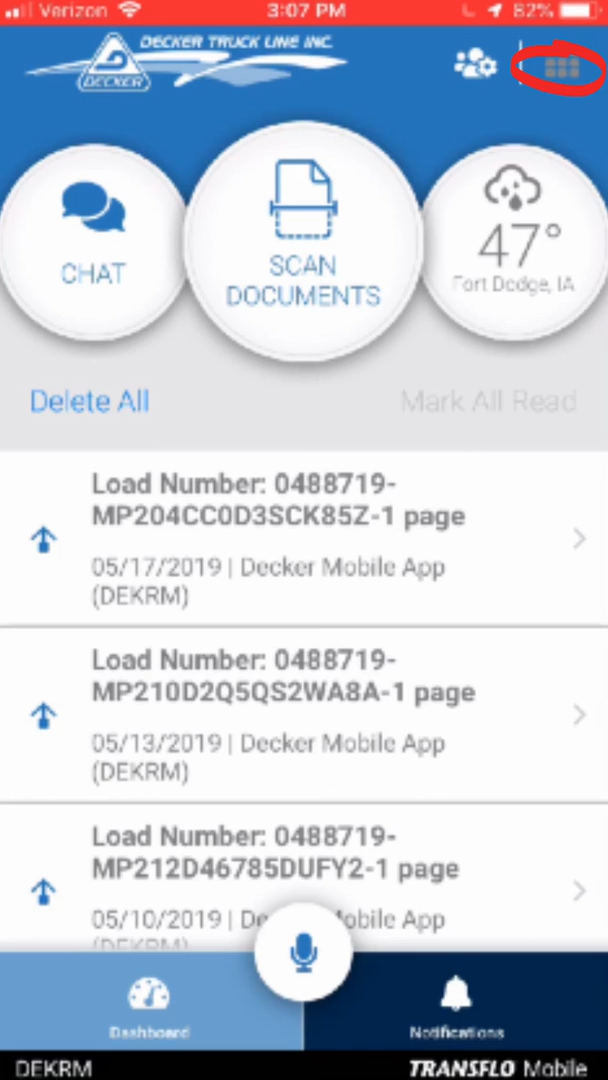 Verizon 3:07 PM 82%
DECKER TRUCK LINE INC.
DECKER
CHAT
SCAN
DOCUMENTS
47°
Fort Dodge, IA
Delete All Mark All Read
Load Number: 0488719-
MP204CC0D3SCK85Z-1 page
05/17/2019 | Decker Mobile App
(DEKRM)
Load Number: 0488719-
MP210D2Q5QS2WA8A-1 page
05/13/2019 | Decker Mobile App
(DEKRM)
Load Number: 0488719-
MP212D46785DUFY2-1 page
05/10/2019 | De obile App
(DEKRM)
Dashboard Notifications
DEKRM TRANSFLO Mobile